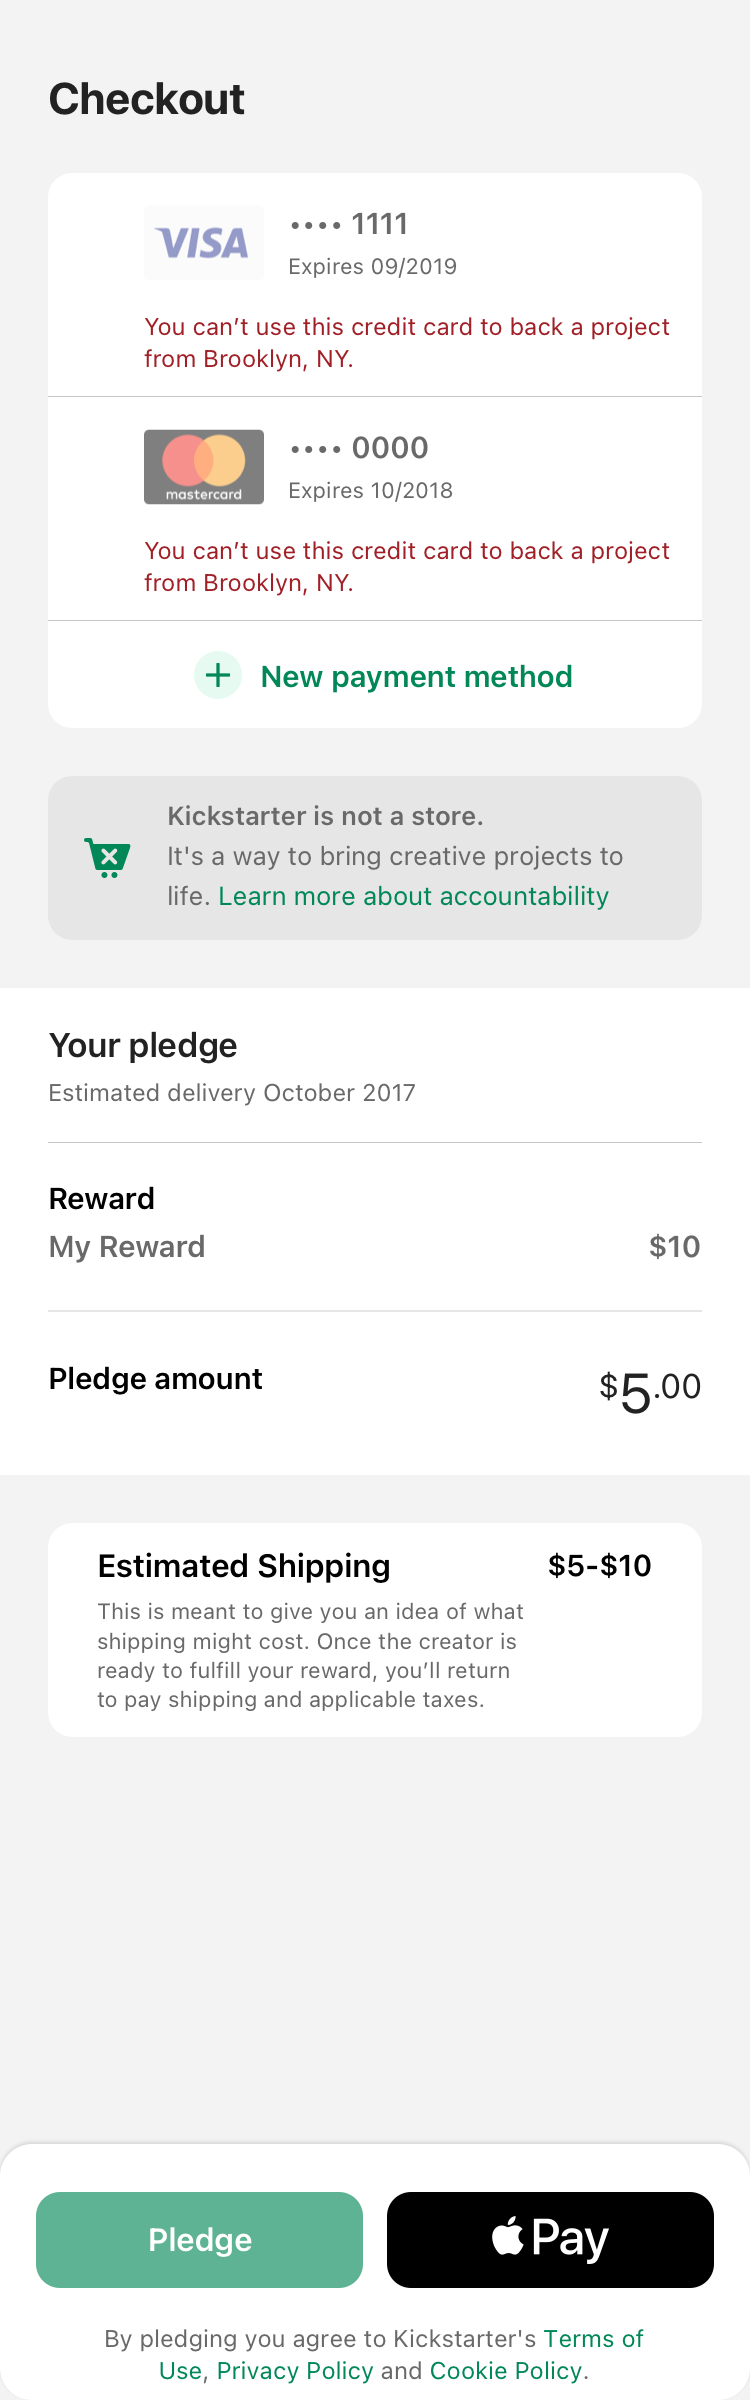 Checkout
VISA
•••• 1111
Expires 09/2019
You can’t use this credit card to back a project
from Brooklyn, NY.
•••• 0000
mastercard
Expires 10/2018
You can’t use this credit card to back a project
from Brooklyn, NY.
+ New payment method
Kickstarter is not a store.
It's a way to bring creative projects to
life. Learn more about accountability
Your pledge
Estimated delivery October 2017
Reward
My Reward $10
Pledge amount $5.00
Estimated Shipping $5-$10
This is meant to give you an idea of what
shipping might cost. Once the creator is
ready to fulfill your reward, you’ll return
to pay shipping and applicable taxes.
Pledge
Pay
By pledging you agree to Kickstarter's Terms of
Use, Privacy Policy and Cookie Policy.